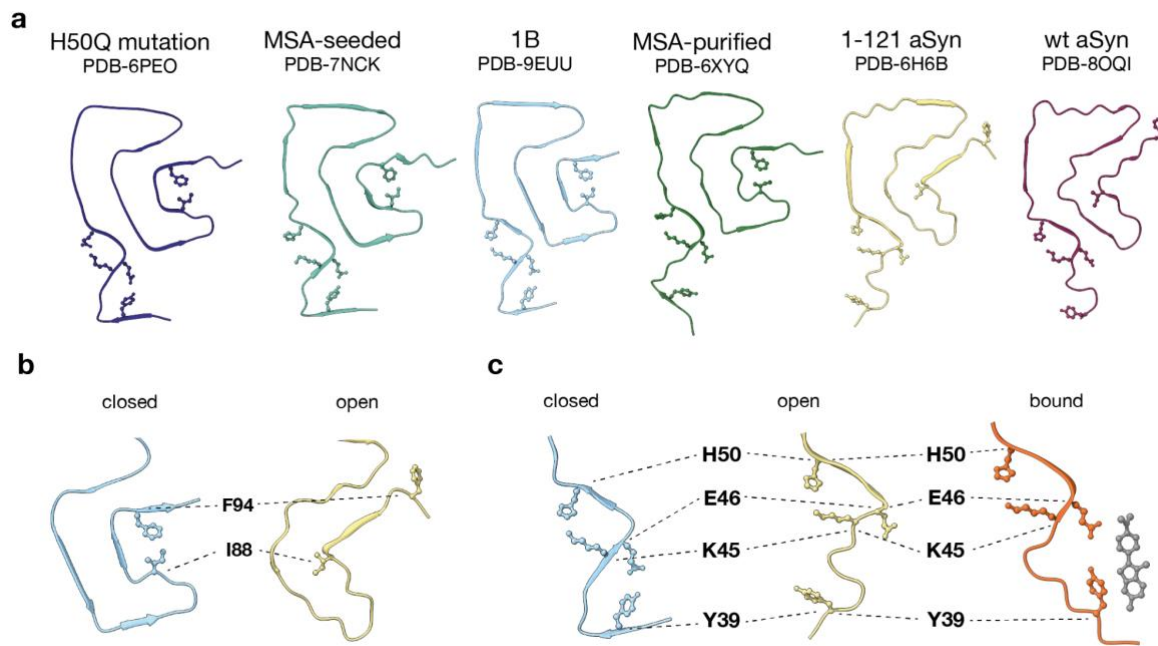 a
H50Q mutation
PDB-6PEO
MSA-seeded
PDB-7NCK
1B
PDB-9EUU
MSA-purified
PDB-6XYQ
1-121 aSyn
PDB-6H6B
wt aSyn
PDB-8OQI
b
closed
open
F94
I88
c
closed
open
bound
H50
H50
E46
E46
K45
K45
Y39
Y39